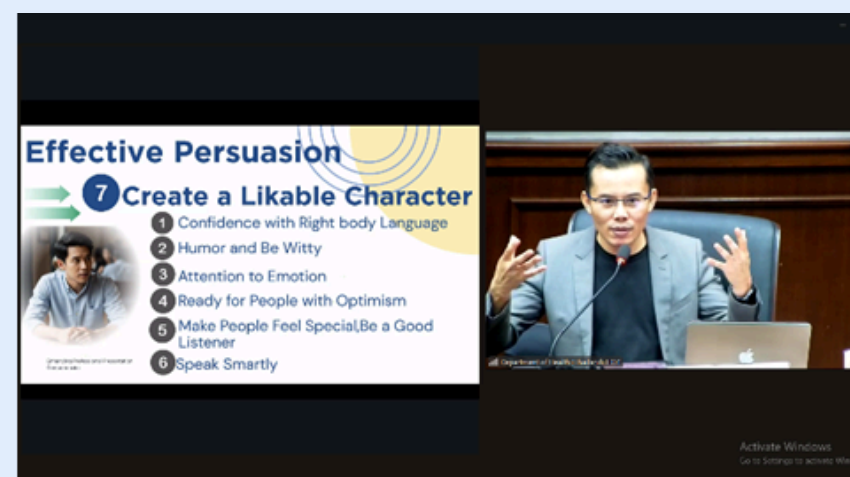 Effective Persuasion
7 Create a Likable Character
1 Confidence with Right body Language
2 Humor and Be Witty
3 Attention to Emotion
4 Ready for People with Optimism
5 Make People Feel Special,Be a Good
Listener
6 Speak Smartly
Department of Health
Activate Windows
Go to Settings to activate